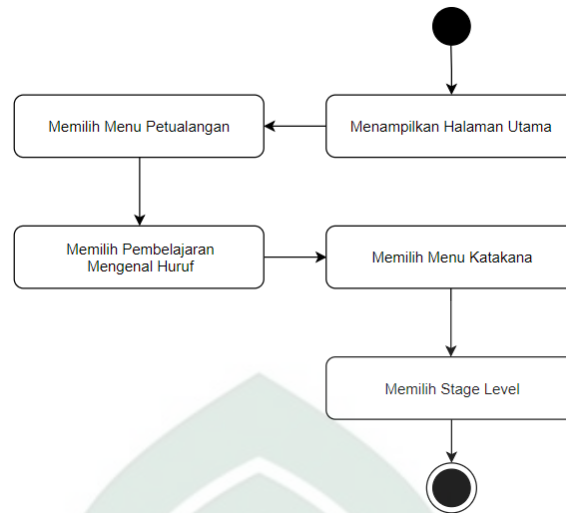 Menampilkan Halaman Utama
Memilih Menu Petualangan
Memilih Pembelajaran
Mengenal Huruf
Memilih Menu Katakana
Memilih Stage Level